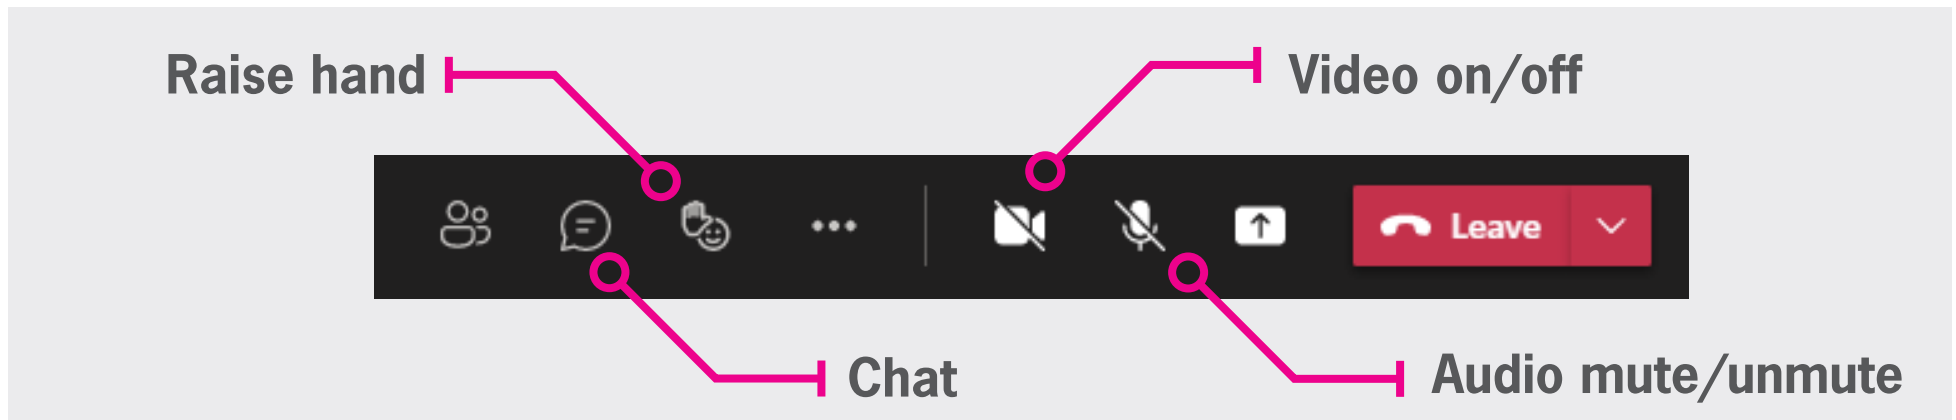 Raise hand
Video on/off
Leave
Chat
Audio mute/unmute